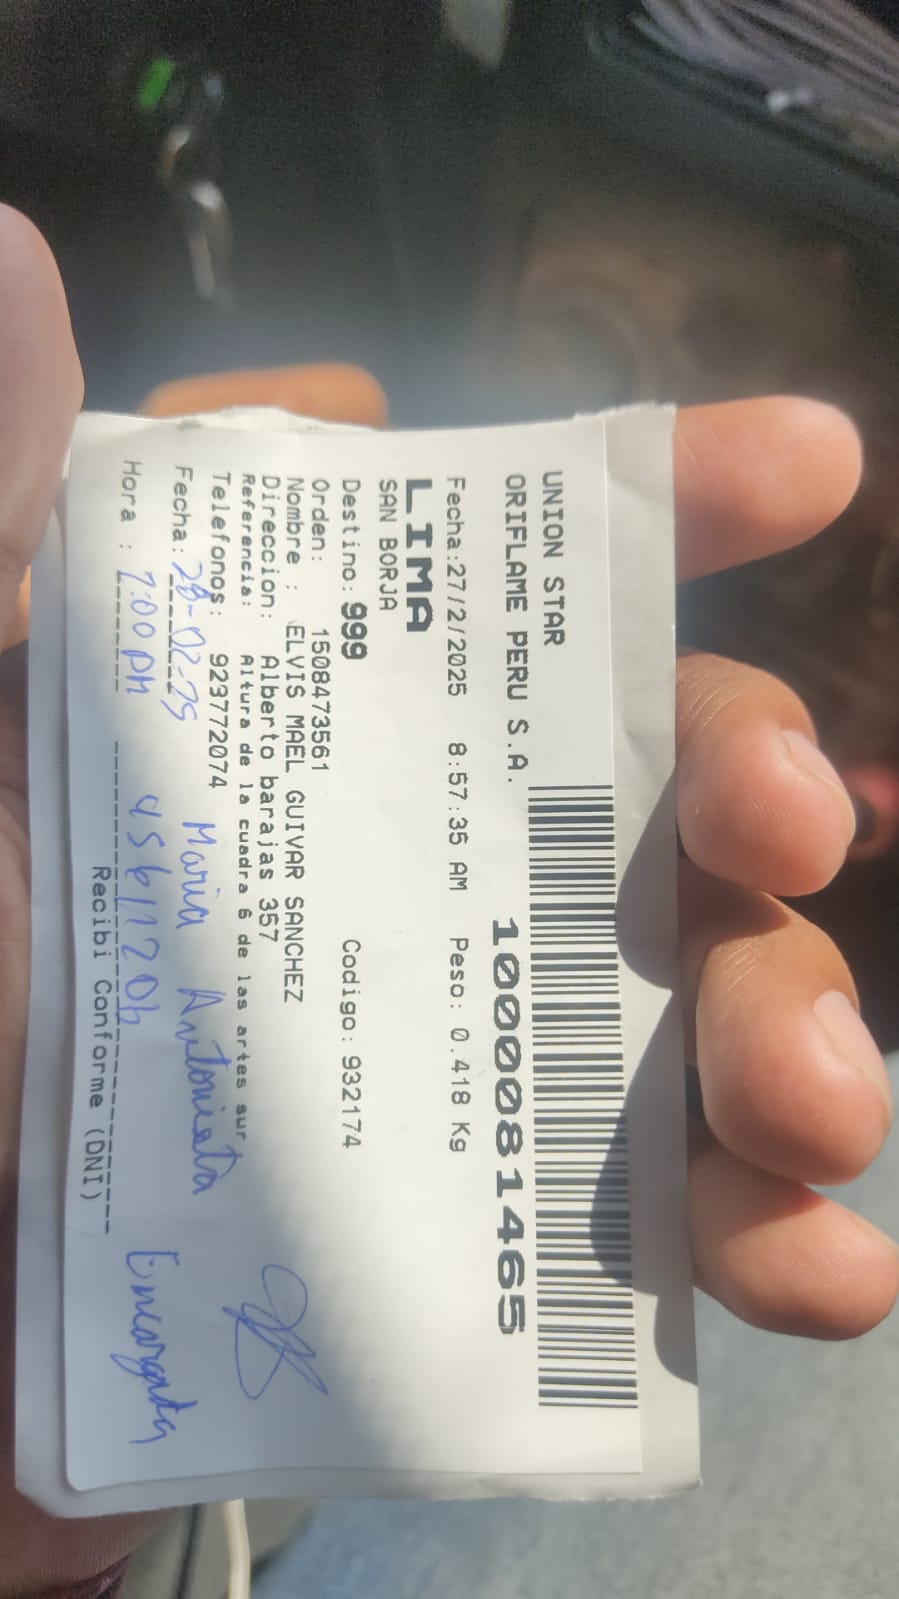 UNION STAR
ORIFLAME PERU S.A.
1000081465
Fecha:27/2/2025 8:57:35 AM Peso: 0.418 Kg
LIMA
SAN BORJA
Destino: 999 Codigo: 932174
Orden: 1508473561
Nombre : ELVIS MAEL GUIVAR SANCHEZ
Direccion: Alberto barajas 357
Referencia: Altura de la cuadra 6 de las artes sur
Telefonos: 923772074
Fecha: 28-02-25 Maria Antonieta
Hora : 7:00 PM Encargada
Recibi Conforme (DNI)